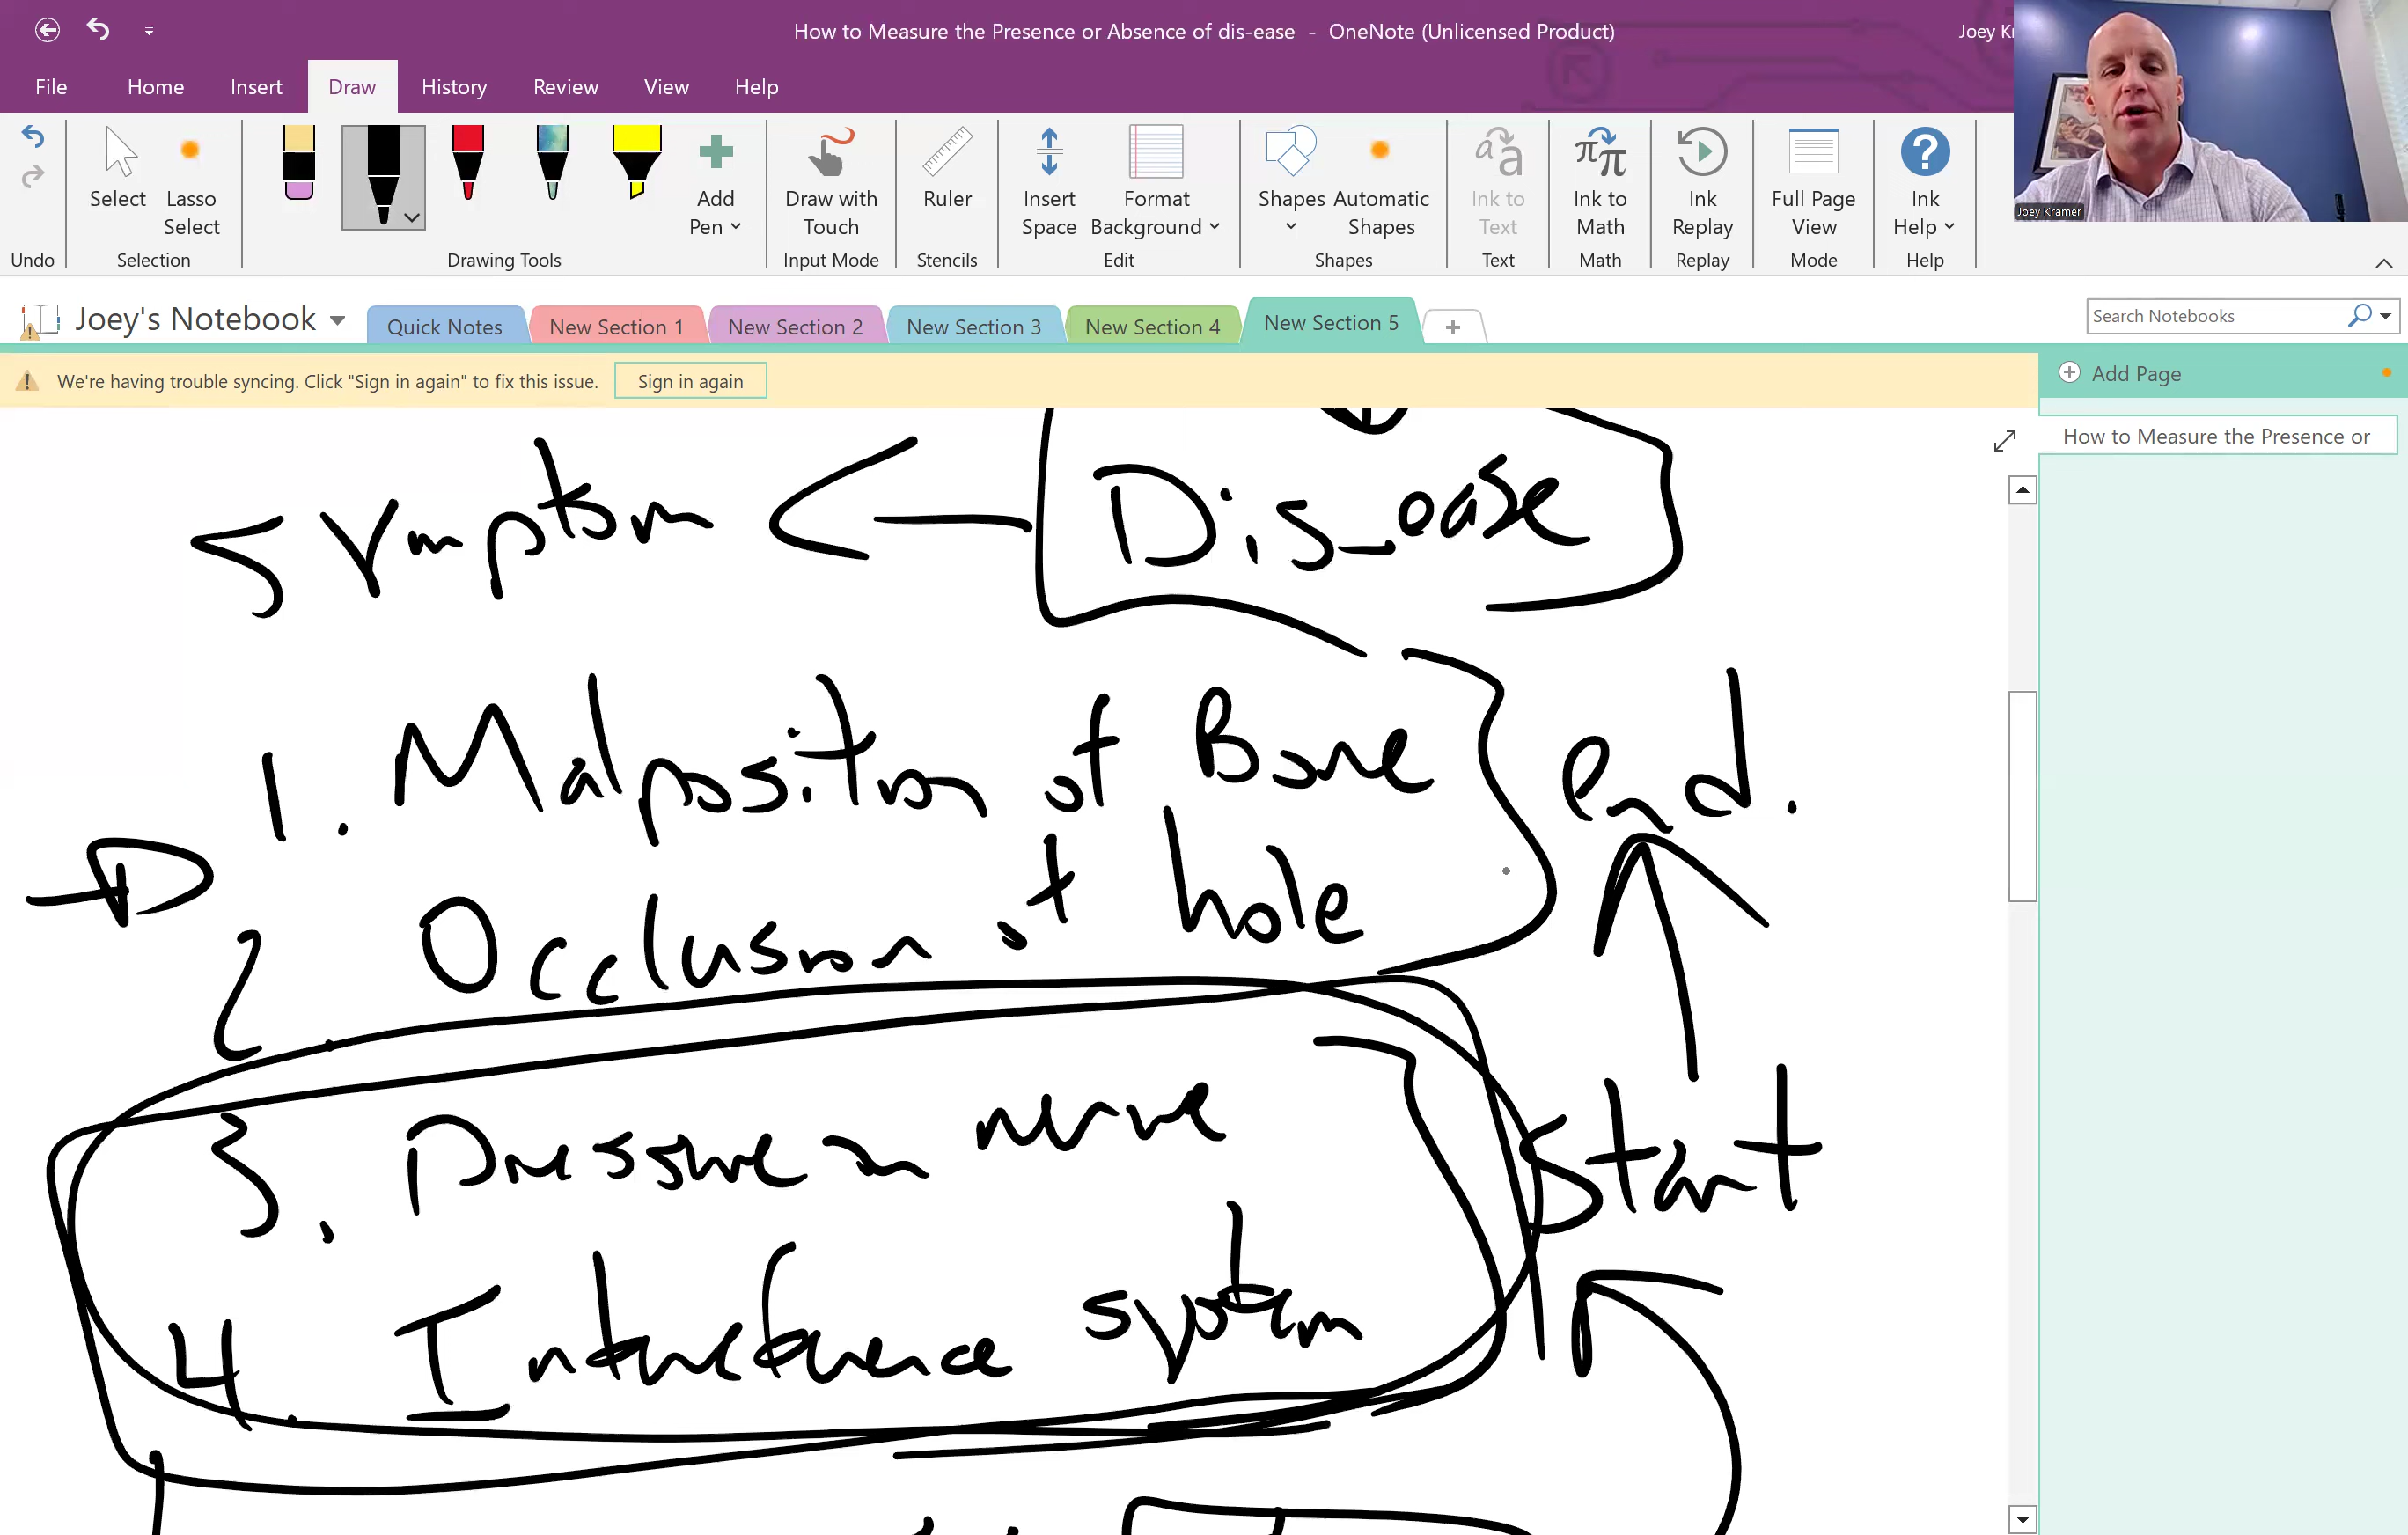 How to Measure the Presence or Absence of dis-ease - OneNote (Unlicensed Product)
Joey
File Home Insert Draw History Review View Help
Select
Lasso Select
Add Pen
Draw with Touch
Ruler
Insert Space
Format Background
Shapes
Automatic Shapes
Ink to Text
Ink to Math
Ink Replay
Full Page View
Ink Help
Joey Kramer
Undo Selection Drawing Tools Input Mode Stencils Edit Shapes Text Math Replay Mode Help
Joey's Notebook Quick Notes New Section 1 New Section 2 New Section 3 New Section 4 New Section 5 Search Notebooks
We're having trouble syncing. Click "Sign in again" to fix this issue. Sign in again
Add Page
How to Measure the Presence or
Symptom Dis-ease
1. Malposition of Bone end.
2. Occlusion of hole
3. Pressure on nerve Start
4. Interference system